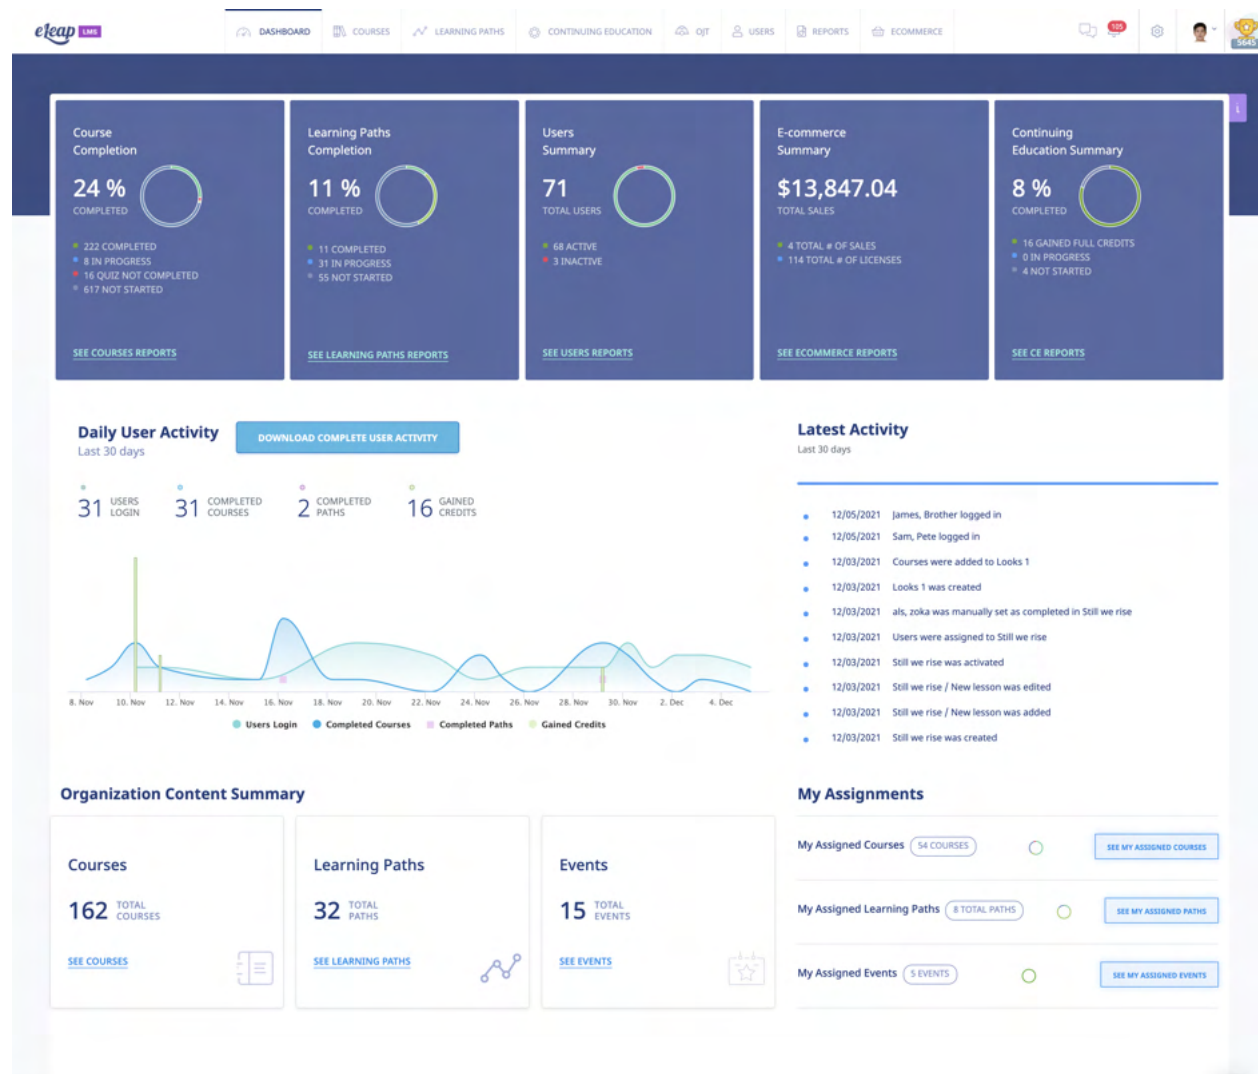 eleap LMS
DASHBOARD
COURSES
LEARNING PATHS
CONTINUING EDUCATION
OJT
USERS
REPORTS
ECOMMERCE
105
5645
i
Course
Completion
24 %
COMPLETED
222 COMPLETED
8 IN PROGRESS
16 QUIZ NOT COMPLETED
617 NOT STARTED
SEE COURSES REPORTS
Learning Paths
Completion
11 %
COMPLETED
11 COMPLETED
31 IN PROGRESS
55 NOT STARTED
SEE LEARNING PATHS REPORTS
Users
Summary
71
TOTAL USERS
68 ACTIVE
3 INACTIVE
SEE USERS REPORTS
E-commerce
Summary
$13,847.04
TOTAL SALES
4 TOTAL # OF SALES
114 TOTAL # OF LICENSES
SEE ECOMMERCE REPORTS
Continuing
Education Summary
8 %
COMPLETED
16 GAINED FULL CREDITS
0 IN PROGRESS
4 NOT STARTED
SEE CE REPORTS
Daily User Activity
Last 30 days
DOWNLOAD COMPLETE USER ACTIVITY
31 USERS LOGIN
31 COMPLETED COURSES
2 COMPLETED PATHS
16 GAINED CREDITS
8. Nov 10. Nov 12. Nov 14. Nov 16. Nov 18. Nov 20. Nov 22. Nov 24. Nov 26. Nov 28. Nov 30. Nov 2. Dec 4. Dec
Users Login Completed Courses Completed Paths Gained Credits
Latest Activity
Last 30 days
12/05/2021 James, Brother logged in
12/05/2021 Sam, Pete logged in
12/03/2021 Courses were added to Looks 1
12/03/2021 Looks 1 was created
12/03/2021 als, zoka was manually set as completed in Still we rise
12/03/2021 Users were assigned to Still we rise
12/03/2021 Still we rise was activated
12/03/2021 Still we rise / New lesson was edited
12/03/2021 Still we rise / New lesson was added
12/03/2021 Still we rise was created
Organization Content Summary
Courses
162 TOTAL COURSES
SEE COURSES
Learning Paths
32 TOTAL PATHS
SEE LEARNING PATHS
Events
15 TOTAL EVENTS
SEE EVENTS
My Assignments
My Assigned Courses 54 COURSES SEE MY ASSIGNED COURSES
My Assigned Learning Paths 8 TOTAL PATHS SEE MY ASSIGNED PATHS
My Assigned Events 5 EVENTS SEE MY ASSIGNED EVENTS